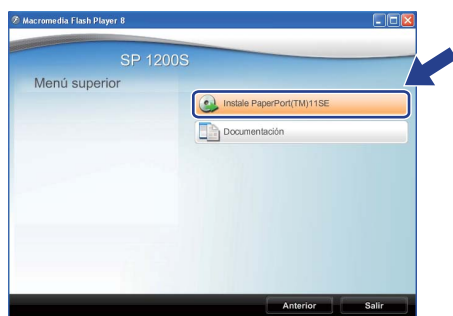 Macromedia Flash Player 8
SP 1200S
Menú superior
Instale PaperPort(TM)11SE
Documentación
Anterior Salir